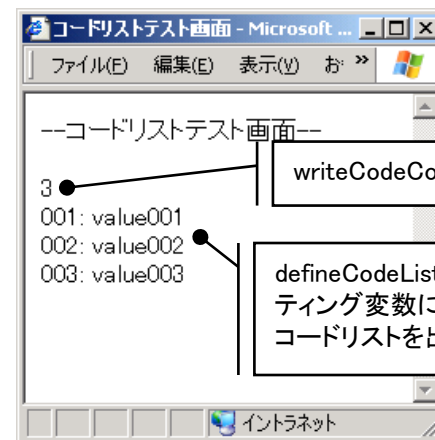 コードリストテスト画面 - Microsoft ...
ファイル(F) 編集(E) 表示(V) お »
--コードリストテスト画面--
writeCodeCo
3
001: value001
002: value002
003: value003
defineCodeList
ティング変数に
コードリストを
イントラネット